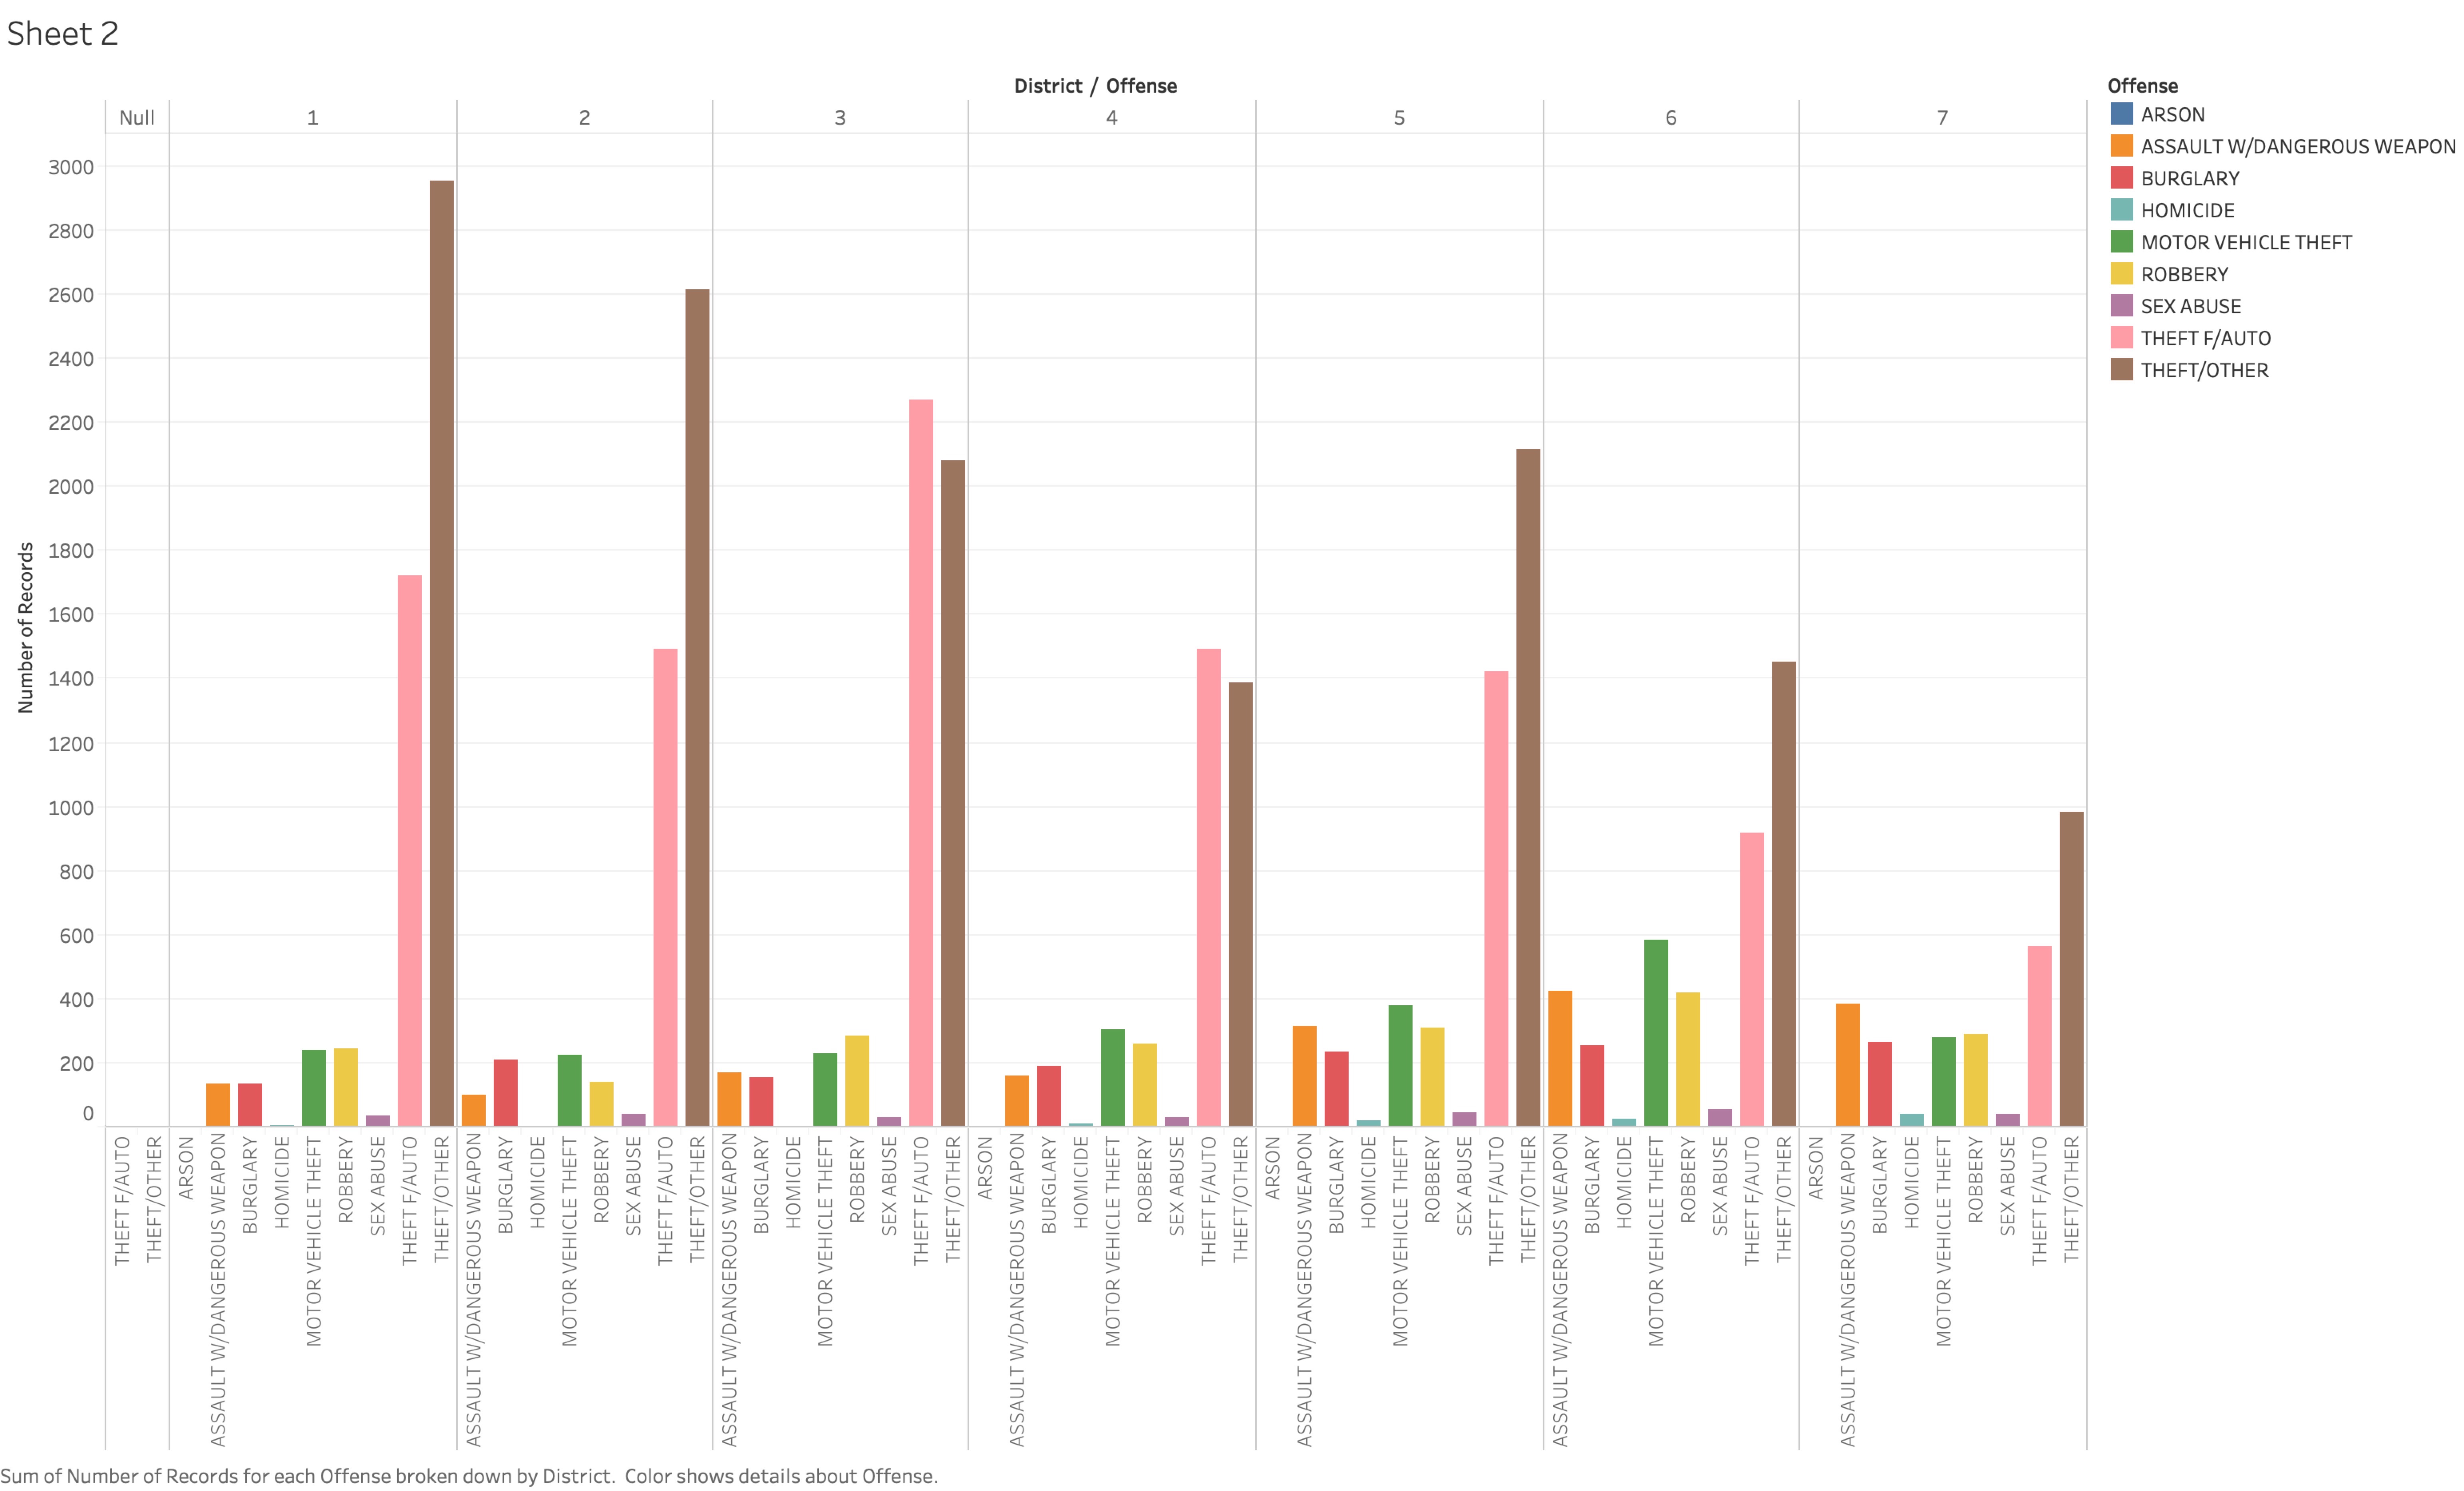 Sheet 2
District / Offense
Null 1 2 3 4 5 6 7
Offense
ARSON
ASSAULT W/DANGEROUS WEAPON
BURGLARY
HOMICIDE
MOTOR VEHICLE THEFT
ROBBERY
SEX ABUSE
THEFT F/AUTO
THEFT/OTHER
Number of Records
3000
2800
2600
2400
2200
2000
1800
1600
1400
1200
1000
800
600
400
200
0
THEFT F/AUTO
THEFT/OTHER
ARSON
ASSAULT W/DANGEROUS WEAPON
BURGLARY
HOMICIDE
MOTOR VEHICLE THEFT
ROBBERY
SEX ABUSE
THEFT F/AUTO
THEFT/OTHER
ASSAULT W/DANGEROUS WEAPON
BURGLARY
HOMICIDE
MOTOR VEHICLE THEFT
ROBBERY
SEX ABUSE
THEFT F/AUTO
THEFT/OTHER
ASSAULT W/DANGEROUS WEAPON
BURGLARY
HOMICIDE
MOTOR VEHICLE THEFT
ROBBERY
SEX ABUSE
THEFT F/AUTO
THEFT/OTHER
ARSON
ASSAULT W/DANGEROUS WEAPON
BURGLARY
HOMICIDE
MOTOR VEHICLE THEFT
ROBBERY
SEX ABUSE
THEFT F/AUTO
THEFT/OTHER
ARSON
ASSAULT W/DANGEROUS WEAPON
BURGLARY
HOMICIDE
MOTOR VEHICLE THEFT
ROBBERY
SEX ABUSE
THEFT F/AUTO
THEFT/OTHER
ASSAULT W/DANGEROUS WEAPON
BURGLARY
HOMICIDE
MOTOR VEHICLE THEFT
ROBBERY
SEX ABUSE
THEFT F/AUTO
THEFT/OTHER
ARSON
ASSAULT W/DANGEROUS WEAPON
BURGLARY
HOMICIDE
MOTOR VEHICLE THEFT
ROBBERY
SEX ABUSE
THEFT F/AUTO
THEFT/OTHER
Sum of Number of Records for each Offense broken down by District. Color shows details about Offense.